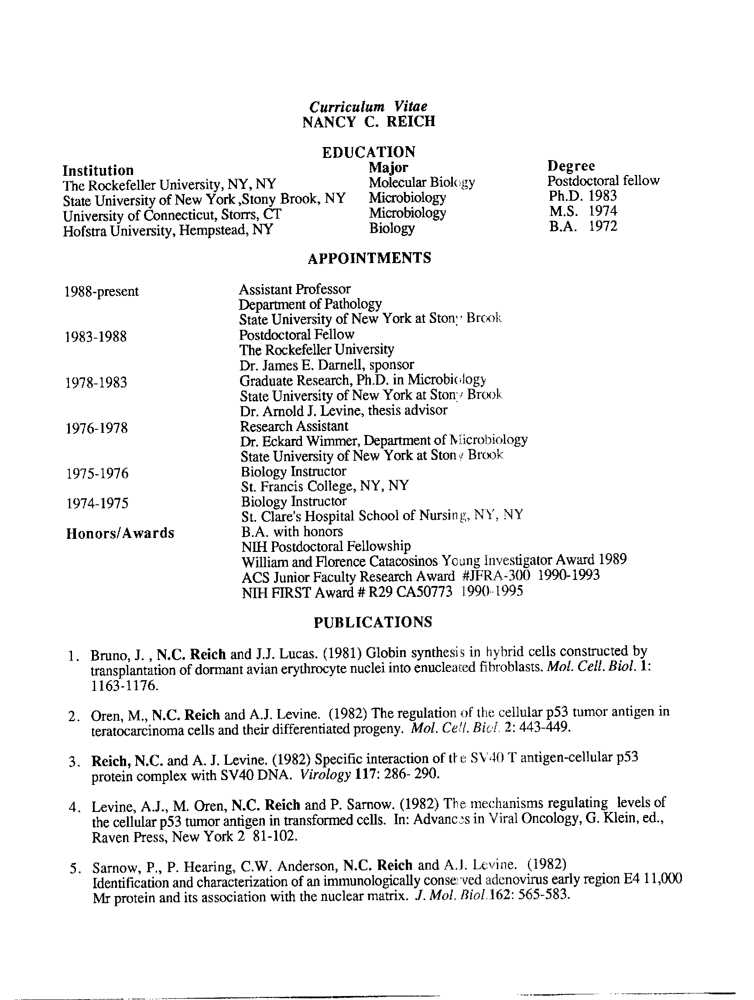 Curriculum Vitae
NANCY C. REICH
EDUCATION
Institution Major Degree
The Rockefeller University, NY, NY Molecular Biology Postdoctoral fellow
State University of New York ,Stony Brook, NY Microbiology Ph.D. 1983
University of Connecticut, Storrs, CT Microbiology M.S. 1974
Hofstra University, Hempstead, NY Biology B.A. 1972
APPOINTMENTS
1988-present Assistant Professor
Department of Pathology
State University of New York at Stony Brook
1983-1988 Postdoctoral Fellow
The Rockefeller University
Dr. James E. Darnell, sponsor
1978-1983 Graduate Research, Ph.D. in Microbiology
State University of New York at Stony Brook
Dr. Arnold J. Levine, thesis advisor
1976-1978 Research Assistant
Dr. Eckard Wimmer, Department of Microbiology
State University of New York at Stony Brook
1975-1976 Biology Instructor
St. Francis College, NY, NY
1974-1975 Biology Instructor
St. Clare's Hospital School of Nursing, NY, NY
Honors/Awards B.A. with honors
NIH Postdoctoral Fellowship
William and Florence Catacosinos Young Investigator Award 1989
ACS Junior Faculty Research Award #JFRA-300 1990-1993
NIH FIRST Award # R29 CA50773 1990-1995
PUBLICATIONS
1. Bruno, J. , N.C. Reich and J.J. Lucas. (1981) Globin synthesis in hybrid cells constructed by
transplantation of dormant avian erythrocyte nuclei into enucleated fibroblasts. Mol. Cell. Biol. 1:
1163-1176.
2. Oren, M., N.C. Reich and A.J. Levine. (1982) The regulation of the cellular p53 tumor antigen in
teratocarcinoma cells and their differentiated progeny. Mol. Cell. Biol. 2: 443-449.
3. Reich, N.C. and A. J. Levine. (1982) Specific interaction of the SV40 T antigen-cellular p53
protein complex with SV40 DNA. Virology 117: 286- 290.
4. Levine, A.J., M. Oren, N.C. Reich and P. Sarnow. (1982) The mechanisms regulating levels of
the cellular p53 tumor antigen in transformed cells. In: Advances in Viral Oncology, G. Klein, ed.,
Raven Press, New York 2 81-102.
5. Sarnow, P., P. Hearing, C.W. Anderson, N.C. Reich and A.J. Levine. (1982)
Identification and characterization of an immunologically conserved adenovirus early region E4 11,000
Mr protein and its association with the nuclear matrix. J. Mol. Biol.162: 565-583.